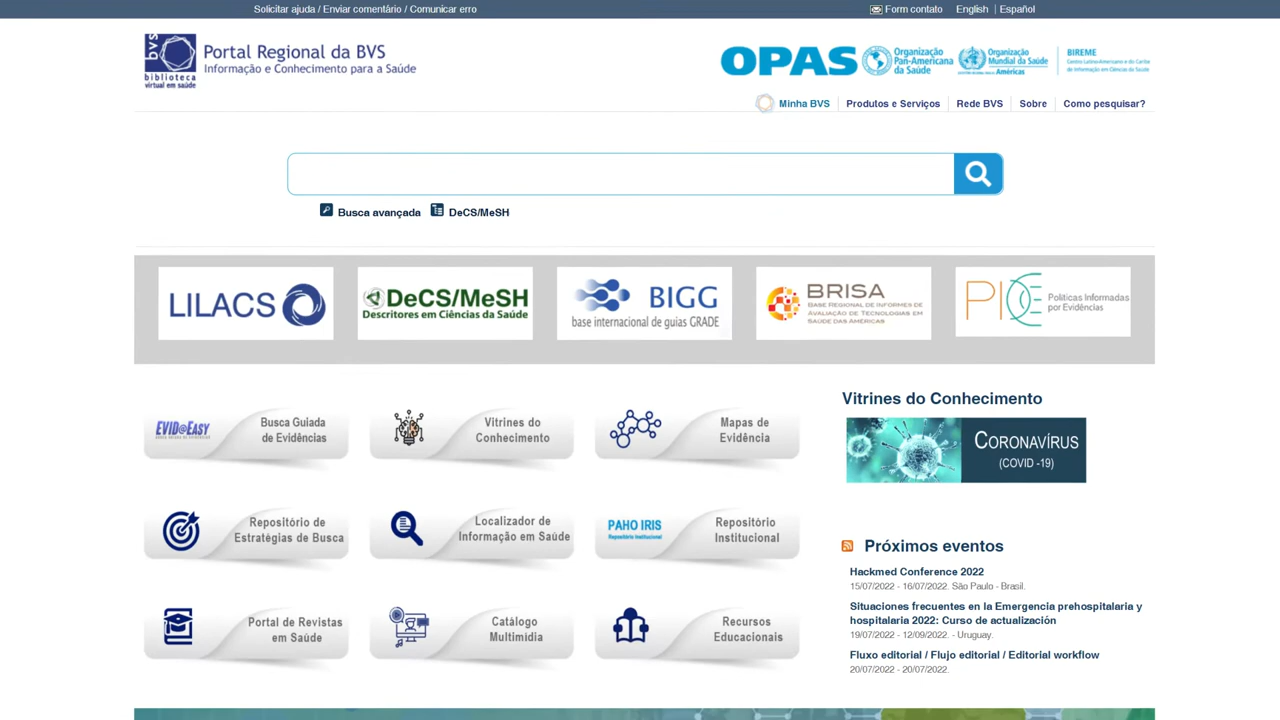 Solicitar ajuda / Enviar comentário / Comunicar erro
Form contato
English
Español
BVS
biblioteca
virtual em saúde
Portal Regional da BVS
Informação e Conhecimento para a Saúde
OPAS
Organização
Pan-Americana
da Saúde
Organização
Mundial da Saúde
Américas
BIREME
Centro Latino-Americano e do Caribe
de Informação em Ciências da Saúde
Minha BVS
Produtos e Serviços
Rede BVS
Sobre
Como pesquisar?
Busca avançada
DeCS/MeSH
LILACS
DeCS/MeSH
Descritores em Ciências da Saúde
BIGG
base internacional de guias GRADE
BRISA
BASE REGIONAL DE INFORMES DE
AVALIAÇÃO DE TECNOLOGIAS EM
SAÚDE DAS AMÉRICAS
PIE
Políticas Informadas
por Evidências
EVID@EASY
BUSCA GUIADA DE EVIDÊNCIAS
Busca Guiada
de Evidências
Vitrines do
Conhecimento
Mapas de
Evidência
Vitrines do Conhecimento
CORONAVÍRUS
(COVID -19)
Repositório de
Estratégias de Busca
Localizador de
Informação em Saúde
PAHO IRIS
Repositório Institucional
Repositório
Institucional
Próximos eventos
Hackmed Conference 2022
15/07/2022 - 16/07/2022. São Paulo - Brasil.
Situaciones frecuentes en la Emergencia prehospitalaria y
hospitalaria 2022: Curso de actualización
19/07/2022 - 12/09/2022. - Uruguay.
Fluxo editorial / Flujo editorial / Editorial workflow
20/07/2022 - 20/07/2022.
Portal de Revistas
em Saúde
Catálogo
Multimídia
Recursos
Educacionais